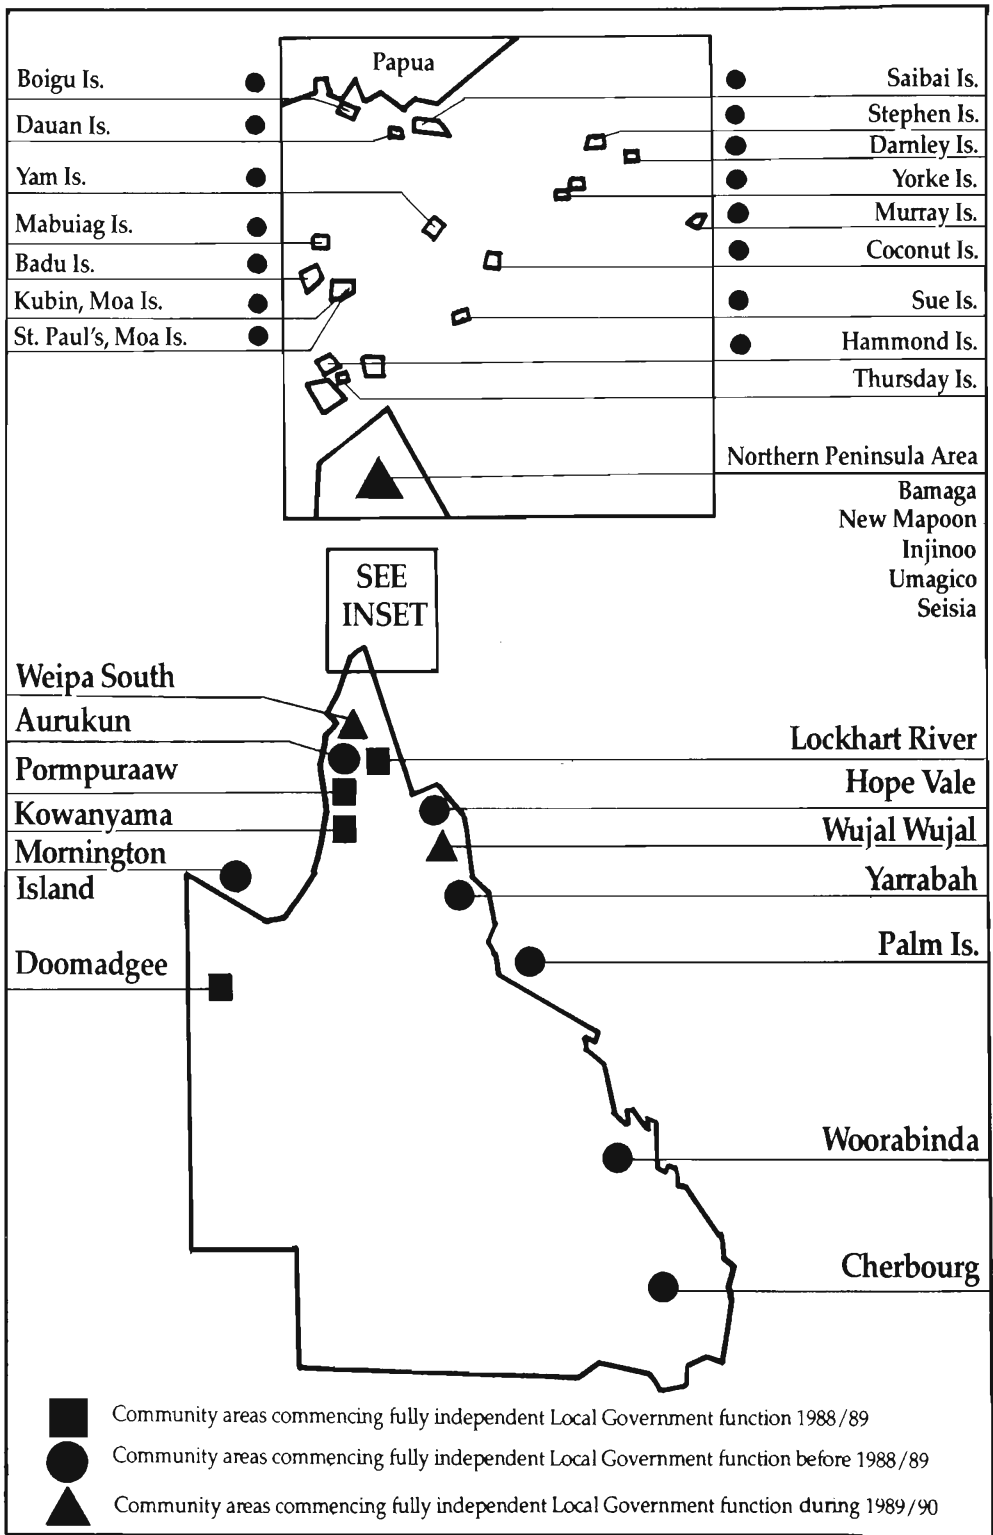 Papua
Boigu Is.
Dauan Is.
Yam Is.
Mabuiag Is.
Badu Is.
Kubin, Moa Is.
St. Paul's, Moa Is.
Saibai Is.
Stephen Is.
Darnley Is.
Yorke Is.
Murray Is.
Coconut Is.
Sue Is.
Hammond Is.
Thursday Is.
Northern Peninsula Area
Bamaga
New Mapoon
Injinoo
Umagico
Seisia
SEE
INSET
Weipa South
Aurukun
Pormpuraaw
Kowanyama
Mornington
Island
Doomadgee
Lockhart River
Hope Vale
Wujal Wujal
Yarrabah
Palm Is.
Woorabinda
Cherbourg
Community areas commencing fully independent Local Government function 1988/89
Community areas commencing fully independent Local Government function before 1988/89
Community areas commencing fully independent Local Government function during 1989/90